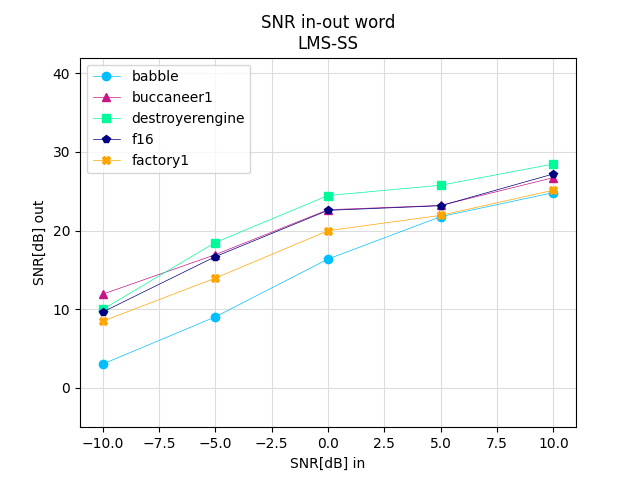 SNR in-out word
LMS-SS
40
30
20
10
0
SNR[dB] out
babble
buccaneer1
destroyerengine
f16
factory1
−10.0 −7.5 −5.0 −2.5 0.0 2.5 5.0 7.5 10.0
SNR[dB] in